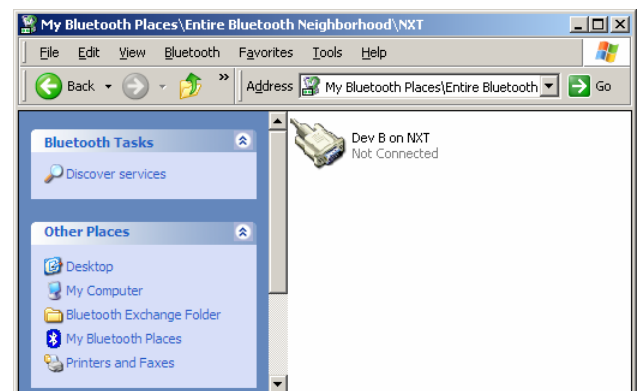 My Bluetooth Places\Entire Bluetooth Neighborhood\NXT
File Edit View Bluetooth Favorites Tools Help
Back » Address My Bluetooth Places\Entire Bluetooth Go
Bluetooth Tasks
Discover services
Other Places
Desktop
My Computer
Bluetooth Exchange Folder
My Bluetooth Places
Printers and Faxes
Dev B on NXT
Not Connected